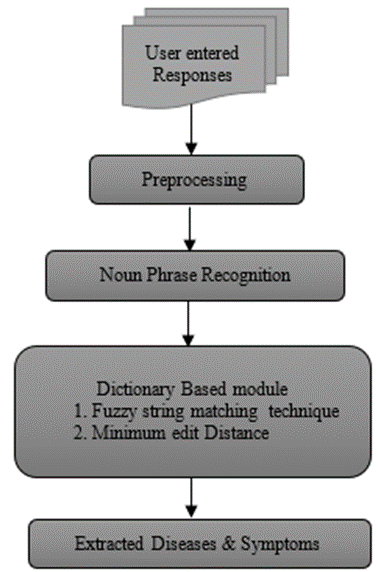 User entered
Responses
Preprocessing
Noun Phrase Recognition
Dictionary Based module
1. Fuzzy string matching technique
2. Minimum edit Distance
Extracted Diseases & Symptoms